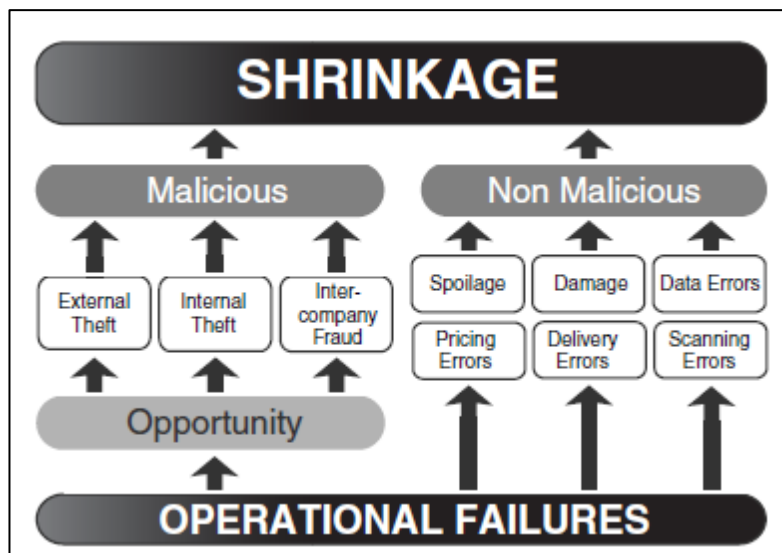 SHRINKAGE
Malicious
Non Malicious
External
Theft
Internal
Theft
Inter-
company
Fraud
Spoilage
Damage
Data Errors
Pricing
Errors
Delivery
Errors
Scanning
Errors
Opportunity
OPERATIONAL FAILURES